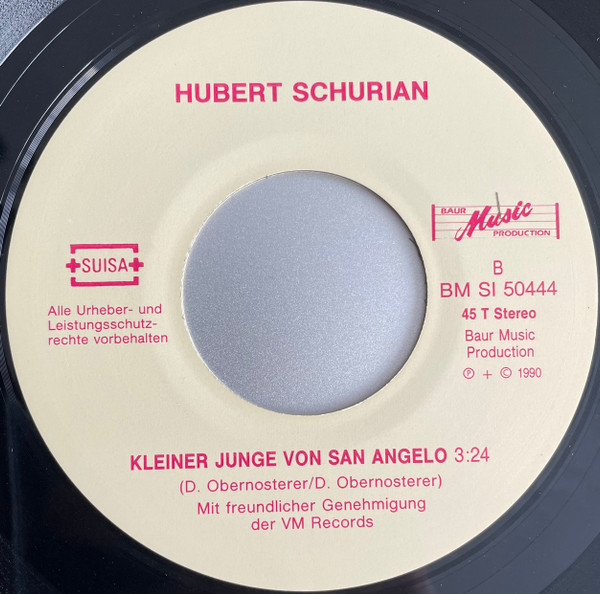 HUBERT SCHURIAN
BAUR
Music
PRODUCTION
+SUISA+
Alle Urheber- und
Leistungsschutz-
rechte vorbehalten
B
BM SI 50444
45 T Stereo
Baur Music
Production
℗ + © 1990
KLEINER JUNGE VON SAN ANGELO 3:24
(D. Obernosterer/D. Obernosterer)
Mit freundlicher Genehmigung
der VM Records